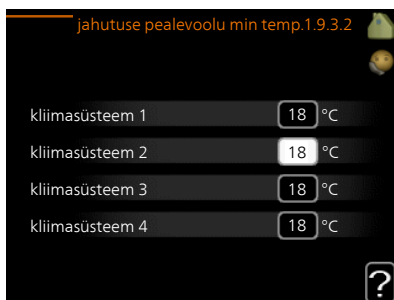 jahutuse pealevoolu min temp.1.9.3.2
kliimasüsteem 1 18 °C
kliimasüsteem 2 18 °C
kliimasüsteem 3 18 °C
kliimasüsteem 4 18 °C
?